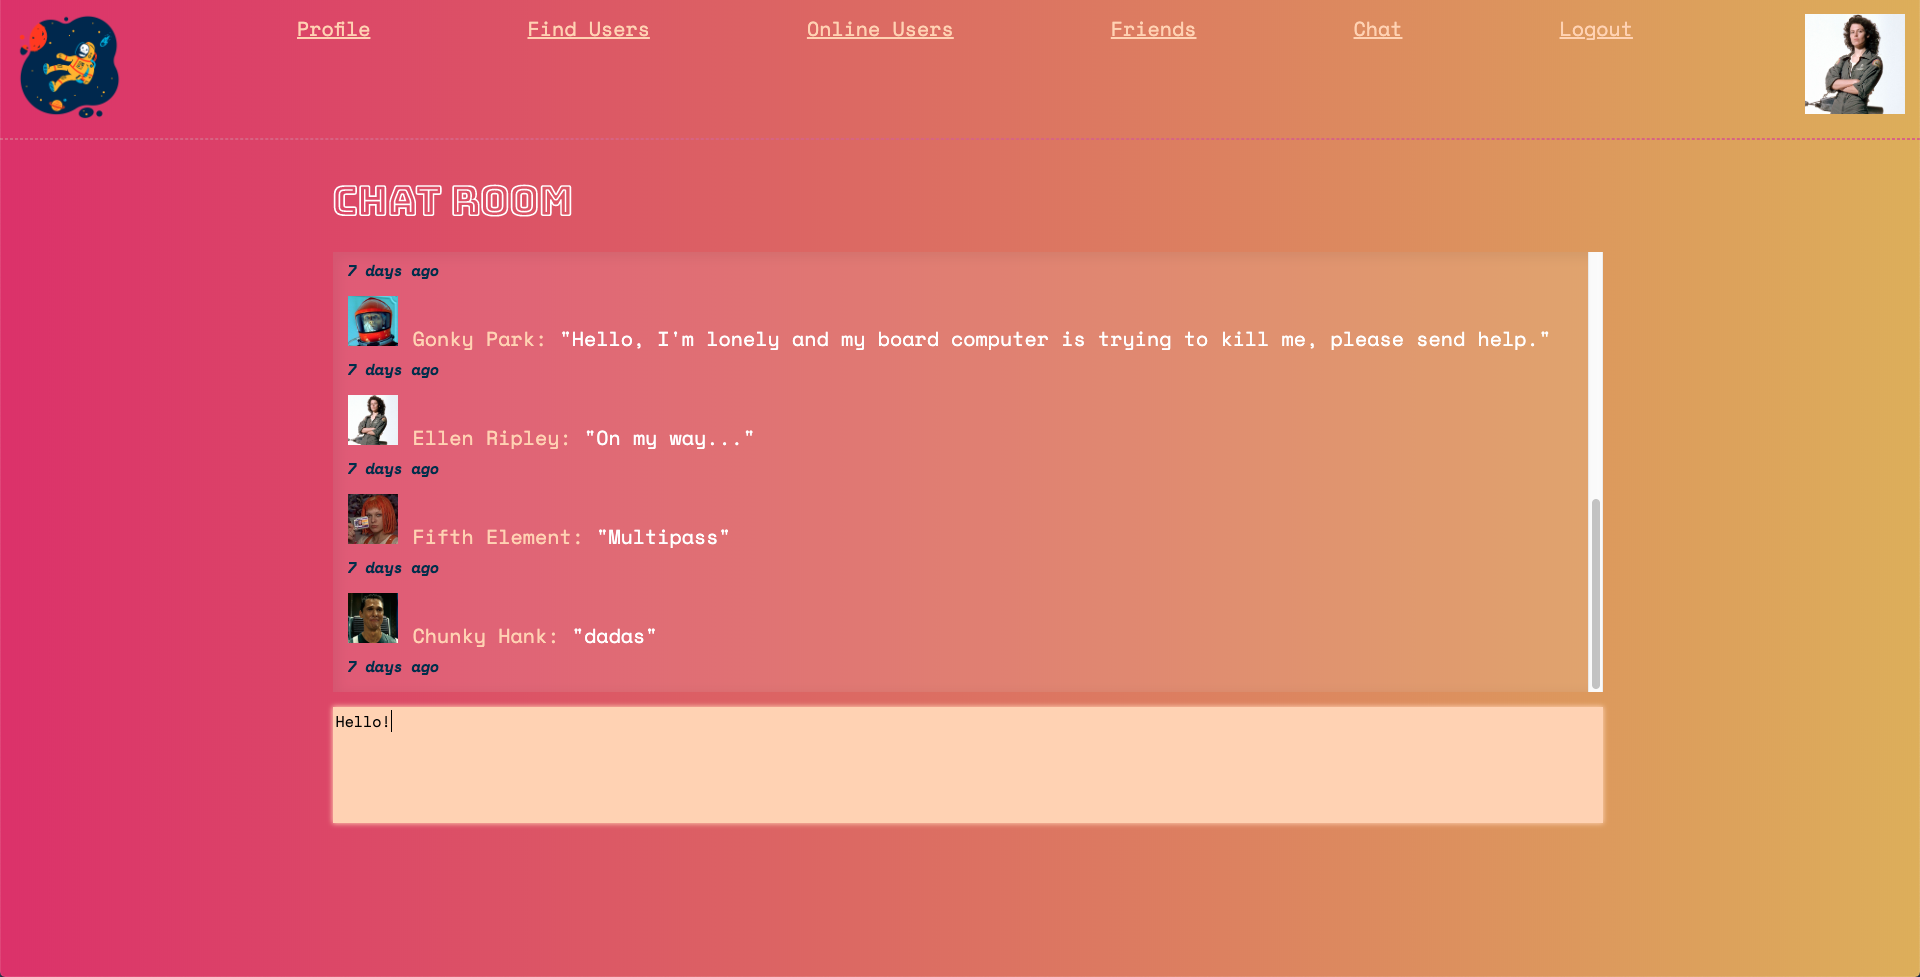 Profile
Find Users
Online Users
Friends
Chat
Logout
CHAT ROOM
7 days ago
Gonky Park: "Hello, I'm lonely and my board computer is trying to kill me, please send help."
7 days ago
Ellen Ripley: "On my way..."
7 days ago
Fifth Element: "Multipass"
7 days ago
Chunky Hank: "dadas"
7 days ago
Hello!